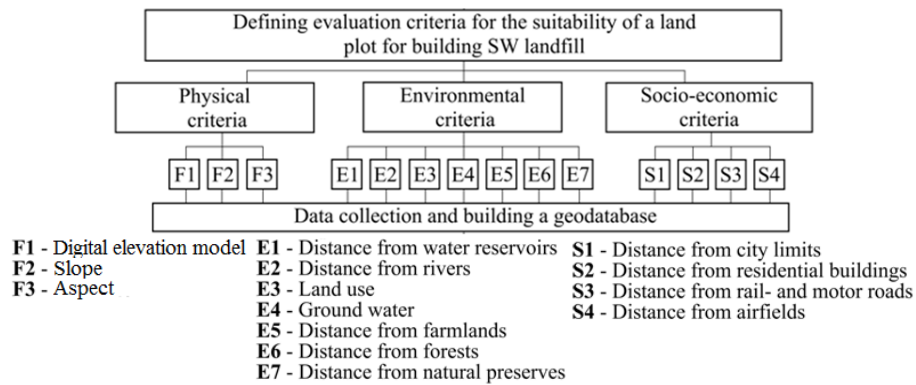 Defining evaluation criteria for the suitability of a land
plot for building SW landfill
Physical
criteria
Environmental
criteria
Socio-economic
criteria
F1 F2 F3
E1 E2 E3 E4 E5 E6 E7
S1 S2 S3 S4
Data collection and building a geodatabase
F1 - Digital elevation model
F2 - Slope
F3 - Aspect
E1 - Distance from water reservoirs
E2 - Distance from rivers
E3 - Land use
E4 - Ground water
E5 - Distance from farmlands
E6 - Distance from forests
E7 - Distance from natural preserves
S1 - Distance from city limits
S2 - Distance from residential buildings
S3 - Distance from rail- and motor roads
S4 - Distance from airfields